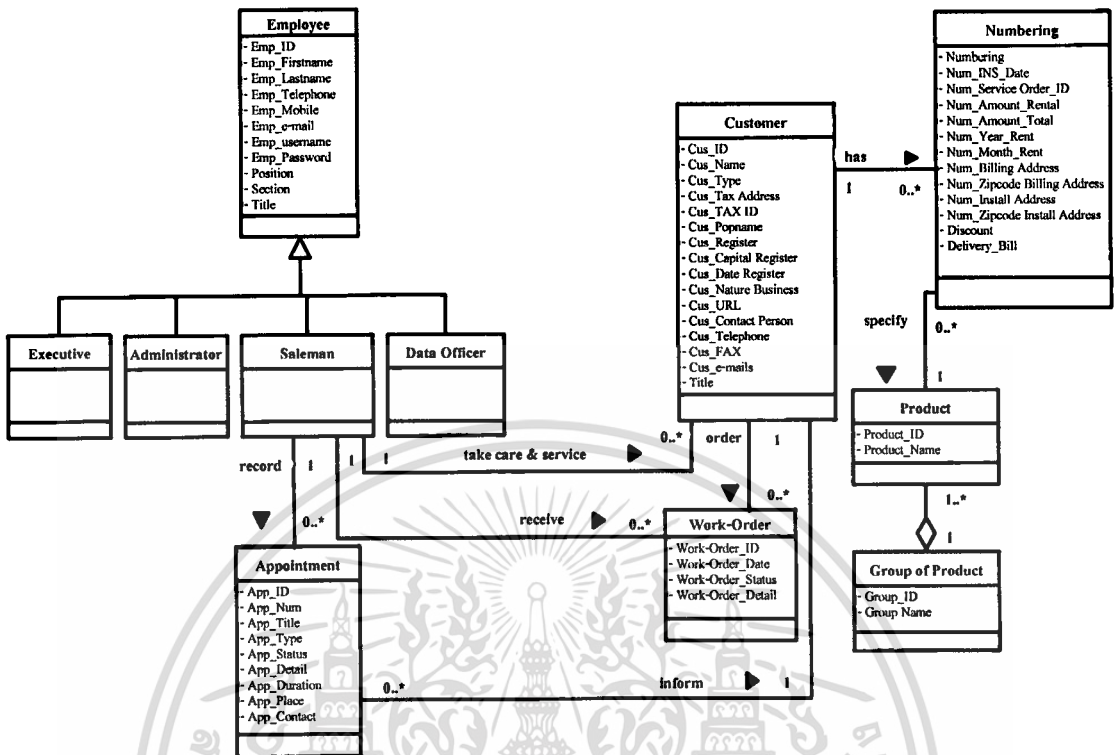 Employee
- Emp_ID
- Emp_Firstname
- Emp_Lastname
- Emp_Telephone
- Emp_Mobile
- Emp_e-mail
- Emp_username
- Emp_Password
- Position
- Section
- Title
Executive
Administrator
Saleman
Data Officer
Customer
- Cus_ID
- Cus_Name
- Cus_Type
- Cus_Tax Address
- Cus_TAX ID
- Cus_Popname
- Cus_Register
- Cus_Capital Register
- Cus_Date Register
- Cus_Nature Business
- Cus_URL
- Cus_Contact Person
- Cus_Telephone
- Cus_FAX
- Cus_e-mails
- Title
has
1
0..*
Numbering
- Numbering
- Num_INS_Date
- Num_Service Order_ID
- Num_Amount_Rental
- Num_Amount_Total
- Num_Year_Rent
- Num_Month_Rent
- Num_Billing Address
- Num_Zipcode Billing Address
- Num_Install Address
- Num_Zipcode Install Address
- Discount
- Delivery_Bill
specify
0..*
1
Product
- Product_ID
- Product_Name
1..*
1
Group of Product
- Group_ID
- Group Name
record
1
0..*
1
1
take care & service
0..*
order
1
0..*
receive
0..*
Work-Order
- Work-Order_ID
- Work-Order_Date
- Work-Order_Status
- Work-Order_Detail
Appointment
- App_ID
- App_Num
- App_Title
- App_Type
- App_Status
- App_Detail
- App_Duration
- App_Place
- App_Contact
0..*
inform
1